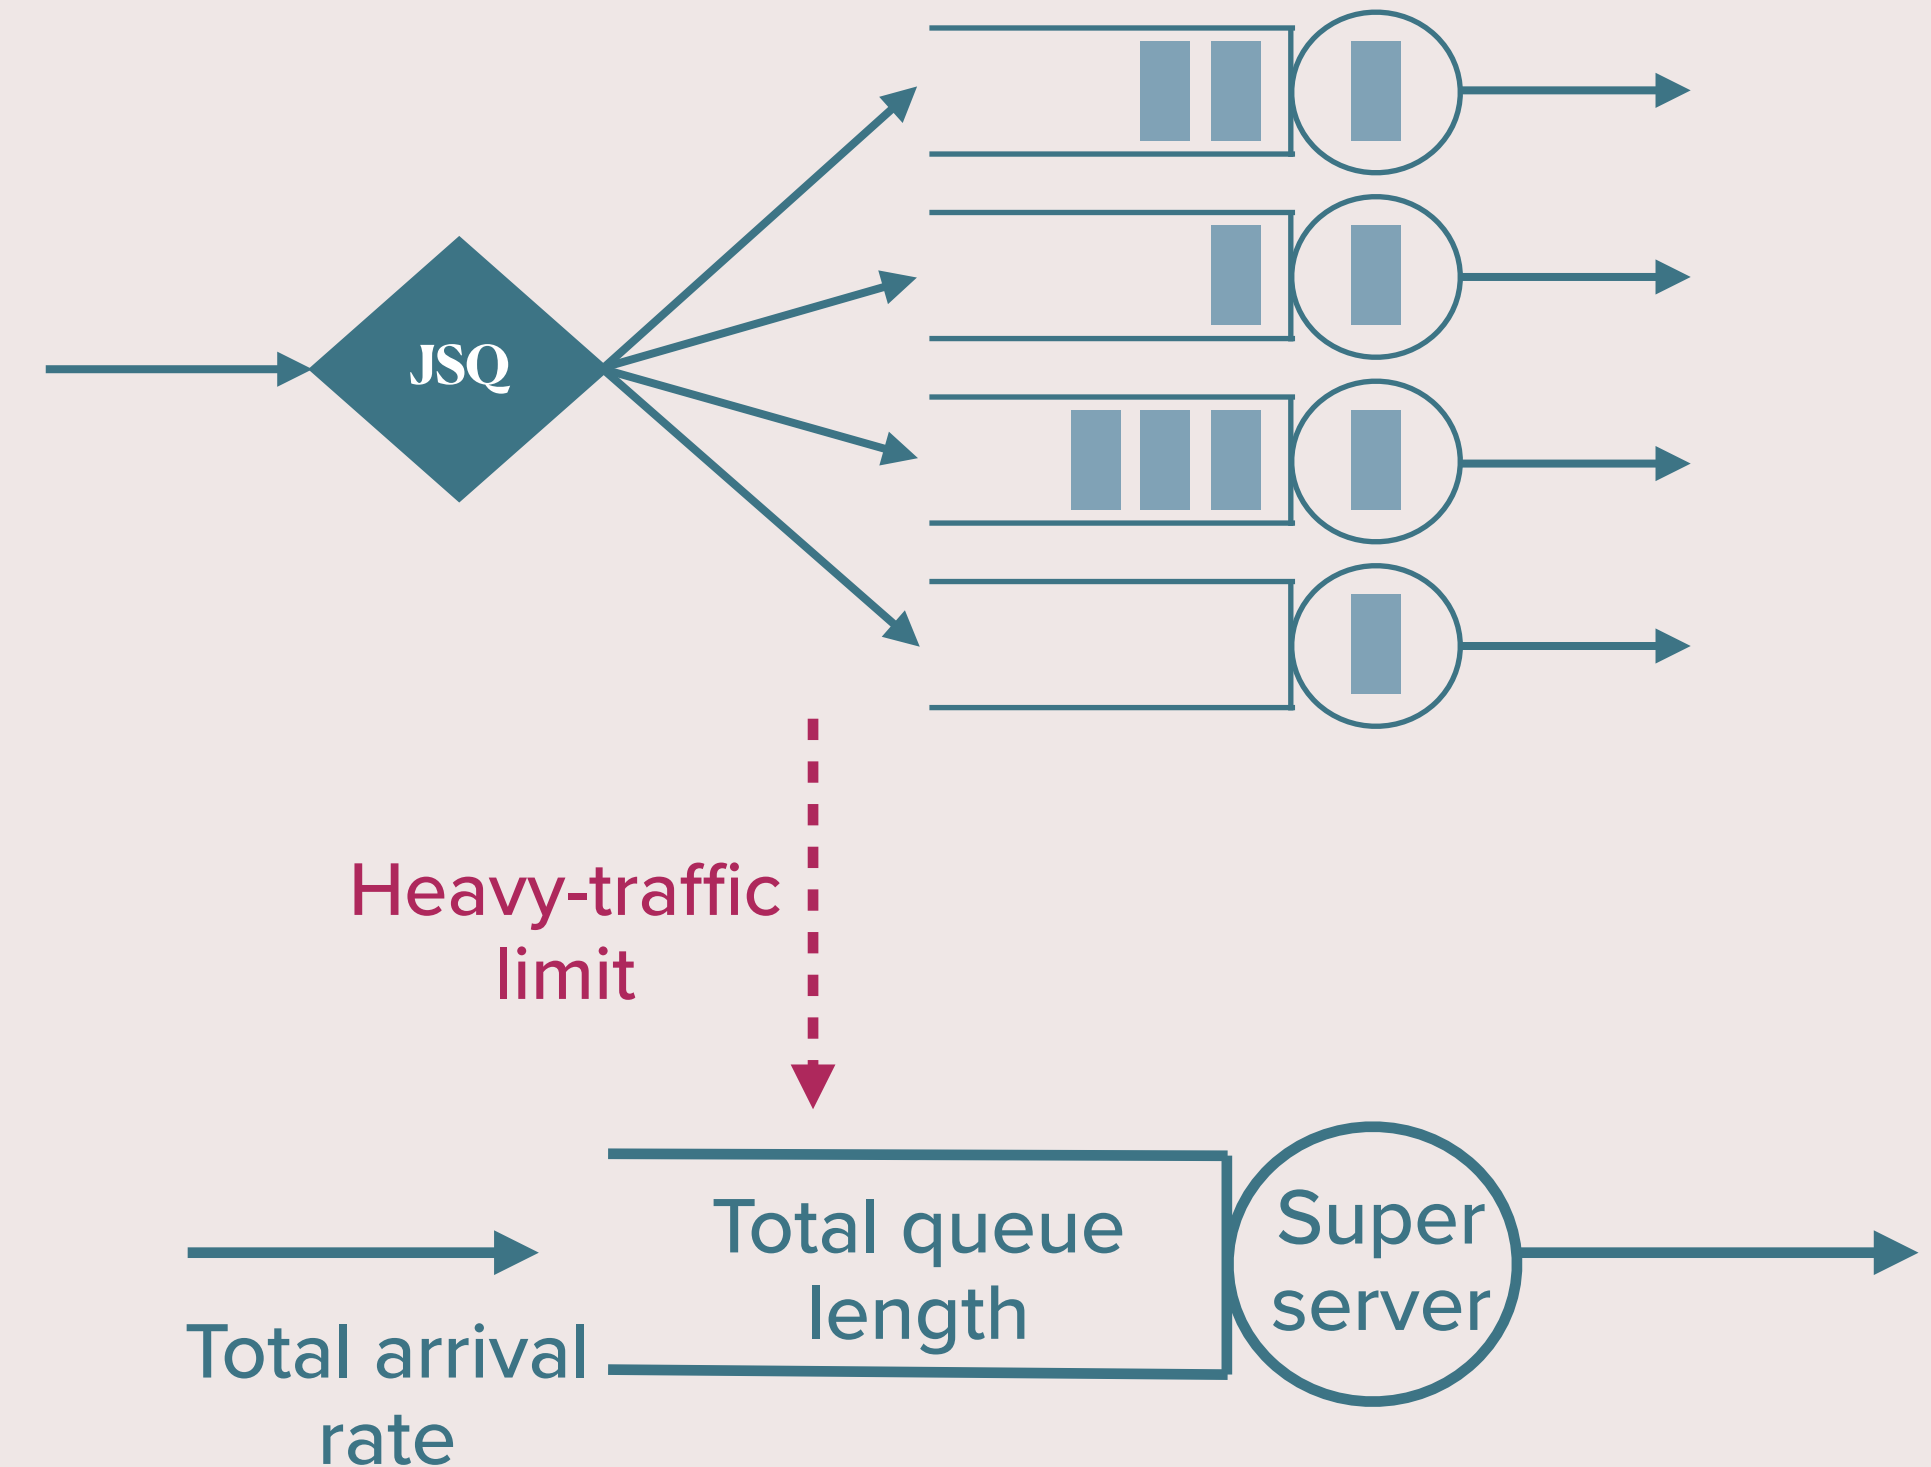 JSQ
Heavy-traffic
limit
Total queue
length
Super
server
Total arrival
rate